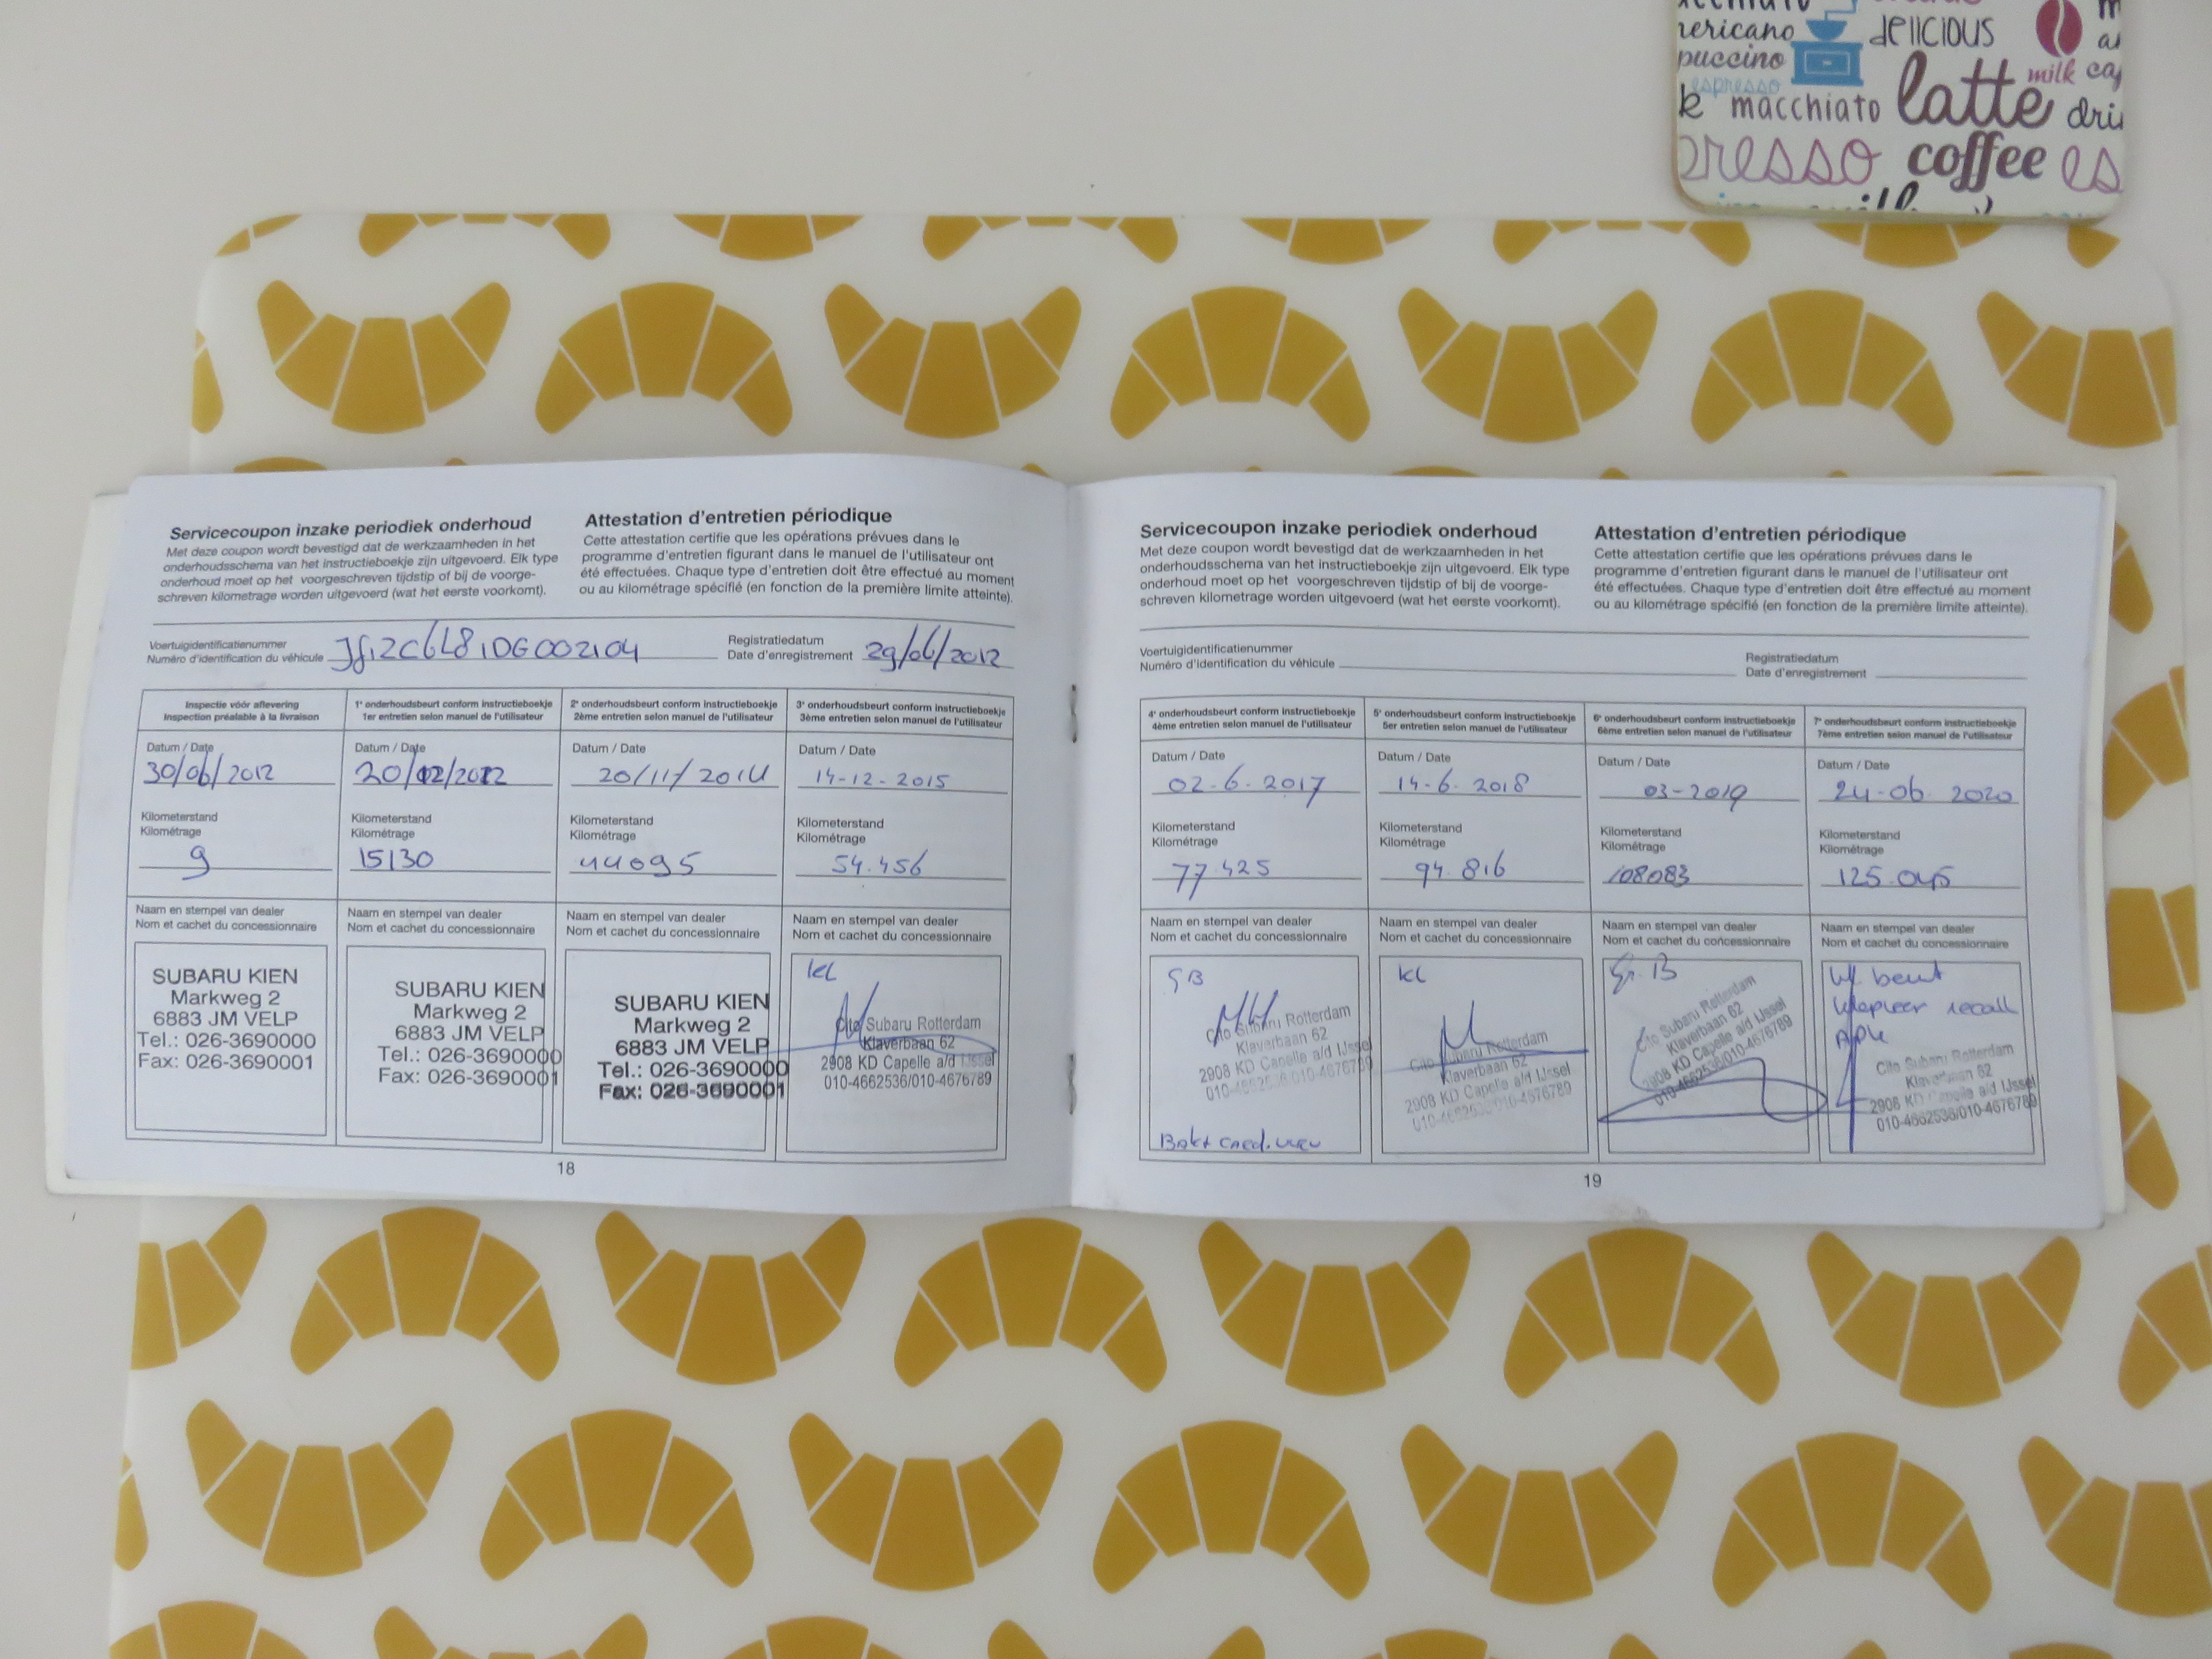 ericano
delicious
puccino
espresso
milk
macchiato
latte
coffee
Servicecoupon inzake periodiek onderhoud
Met deze coupon wordt bevestigd dat de werkzaamheden in het
onderhoudsschema van het instructieboekje zijn uitgevoerd. Elk type
onderhoud moet op het voorgeschreven tijdstip of bij de voorge-
schreven kilometrage worden uitgevoerd (wat het eerste voorkomt).
Attestation d'entretien périodique
Cette attestation certifie que les opérations prévues dans le
programme d'entretien figurant dans le manuel de l'utilisateur ont
été effectuées. Chaque type d'entretien doit être effectué au moment
ou au kilométrage spécifié (en fonction de la première limite atteinte).
Voertuigidentificatienummer
Numéro d'identification du véhicule JF1ZC6L81DG002104
Registratiedatum
Date d'enregistrement 29/06/2012
Inspectie vóór aflevering
Inspection préalable à la livraison
Datum / Date
30/06/2012
Kilometerstand
Kilométrage
9
Naam en stempel van dealer
Nom et cachet du concessionnaire
SUBARU KIEN
Markweg 2
6883 JM VELP
Tel.: 026-3690000
Fax: 026-3690001
1e onderhoudsbeurt conform instructieboekje
1er entretien selon manuel de l'utilisateur
Datum / Date
20/12/2012
Kilometerstand
Kilométrage
15130
Naam en stempel van dealer
Nom et cachet du concessionnaire
SUBARU KIEN
Markweg 2
6883 JM VELP
Tel.: 026-3690000
Fax: 026-3690001
2e onderhoudsbeurt conform instructieboekje
2ème entretien selon manuel de l'utilisateur
Datum / Date
20/11/2014
Kilometerstand
Kilométrage
44095
Naam en stempel van dealer
Nom et cachet du concessionnaire
SUBARU KIEN
Markweg 2
6883 JM VELP
Tel.: 026-3690000
Fax: 026-3690001
3e onderhoudsbeurt conform instructieboekje
3ème entretien selon manuel de l'utilisateur
Datum / Date
14-12-2015
Kilometerstand
Kilométrage
54.456
Naam en stempel van dealer
Nom et cachet du concessionnaire
KL
Cito Subaru Rotterdam
Klaverbaan 62
2908 KD Capelle a/d IJssel
010-4662536/010-4676789
18
Servicecoupon inzake periodiek onderhoud
Met deze coupon wordt bevestigd dat de werkzaamheden in het
onderhoudsschema van het instructieboekje zijn uitgevoerd. Elk type
onderhoud moet op het voorgeschreven tijdstip of bij de voorge-
schreven kilometrage worden uitgevoerd (wat het eerste voorkomt).
Attestation d'entretien périodique
Cette attestation certifie que les opérations prévues dans le
programme d'entretien figurant dans le manuel de l'utilisateur ont
été effectuées. Chaque type d'entretien doit être effectué au moment
ou au kilométrage spécifié (en fonction de la première limite atteinte).
Voertuigidentificatienummer
Numéro d'identification du véhicule
Registratiedatum
Date d'enregistrement
4e onderhoudsbeurt conform instructieboekje
4ème entretien selon manuel de l'utilisateur
Datum / Date
02-6-2017
Kilometerstand
Kilométrage
77.425
Naam en stempel van dealer
Nom et cachet du concessionnaire
GB
Cito Subaru Rotterdam
Klaverbaan 62
2908 KD Capelle a/d IJssel
010-4662536/010-4676789
5e onderhoudsbeurt conform instructieboekje
5er entretien selon manuel de l'utilisateur
Datum / Date
14-6-2018
Kilometerstand
Kilométrage
94.816
Naam en stempel van dealer
Nom et cachet du concessionnaire
KL
Cito Subaru Rotterdam
Klaverbaan 62
2908 KD Capelle a/d IJssel
010-4662536/010-4676789
6e onderhoudsbeurt conform instructieboekje
6ème entretien selon manuel de l'utilisateur
Datum / Date
03-2019
Kilometerstand
Kilométrage
108083
Naam en stempel van dealer
Nom et cachet du concessionnaire
Gr. B
Cito Subaru Rotterdam
Klaverbaan 62
2908 KD Capelle a/d IJssel
010-4662536/010-4676789
7e onderhoudsbeurt conform instructieboekje
7ème entretien selon manuel de l'utilisateur
Datum / Date
24-06-2020
Kilometerstand
Kilométrage
125.045
Naam en stempel van dealer
Nom et cachet du concessionnaire
beurt
recall
APK
Cito Subaru Rotterdam
Klaverbaan 62
2908 KD Capelle a/d IJssel
010-4662536/010-4676789
19